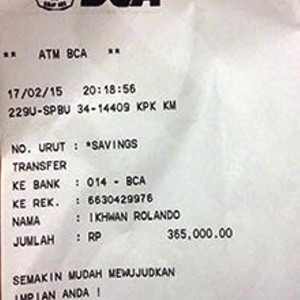 BCA
** ATM BCA **
17/02/15 20:18:56
229U-SPBU 34-14409 KPK KM
NO. URUT : *SAVINGS
TRANSFER
KE BANK : 014 - BCA
KE REK. : 6630429976
NAMA : IKHWAN ROLANDO
JUMLAH : RP 365,000.00
SEMAKIN MUDAH MEWUJUDKAN
IMPIAN ANDA !